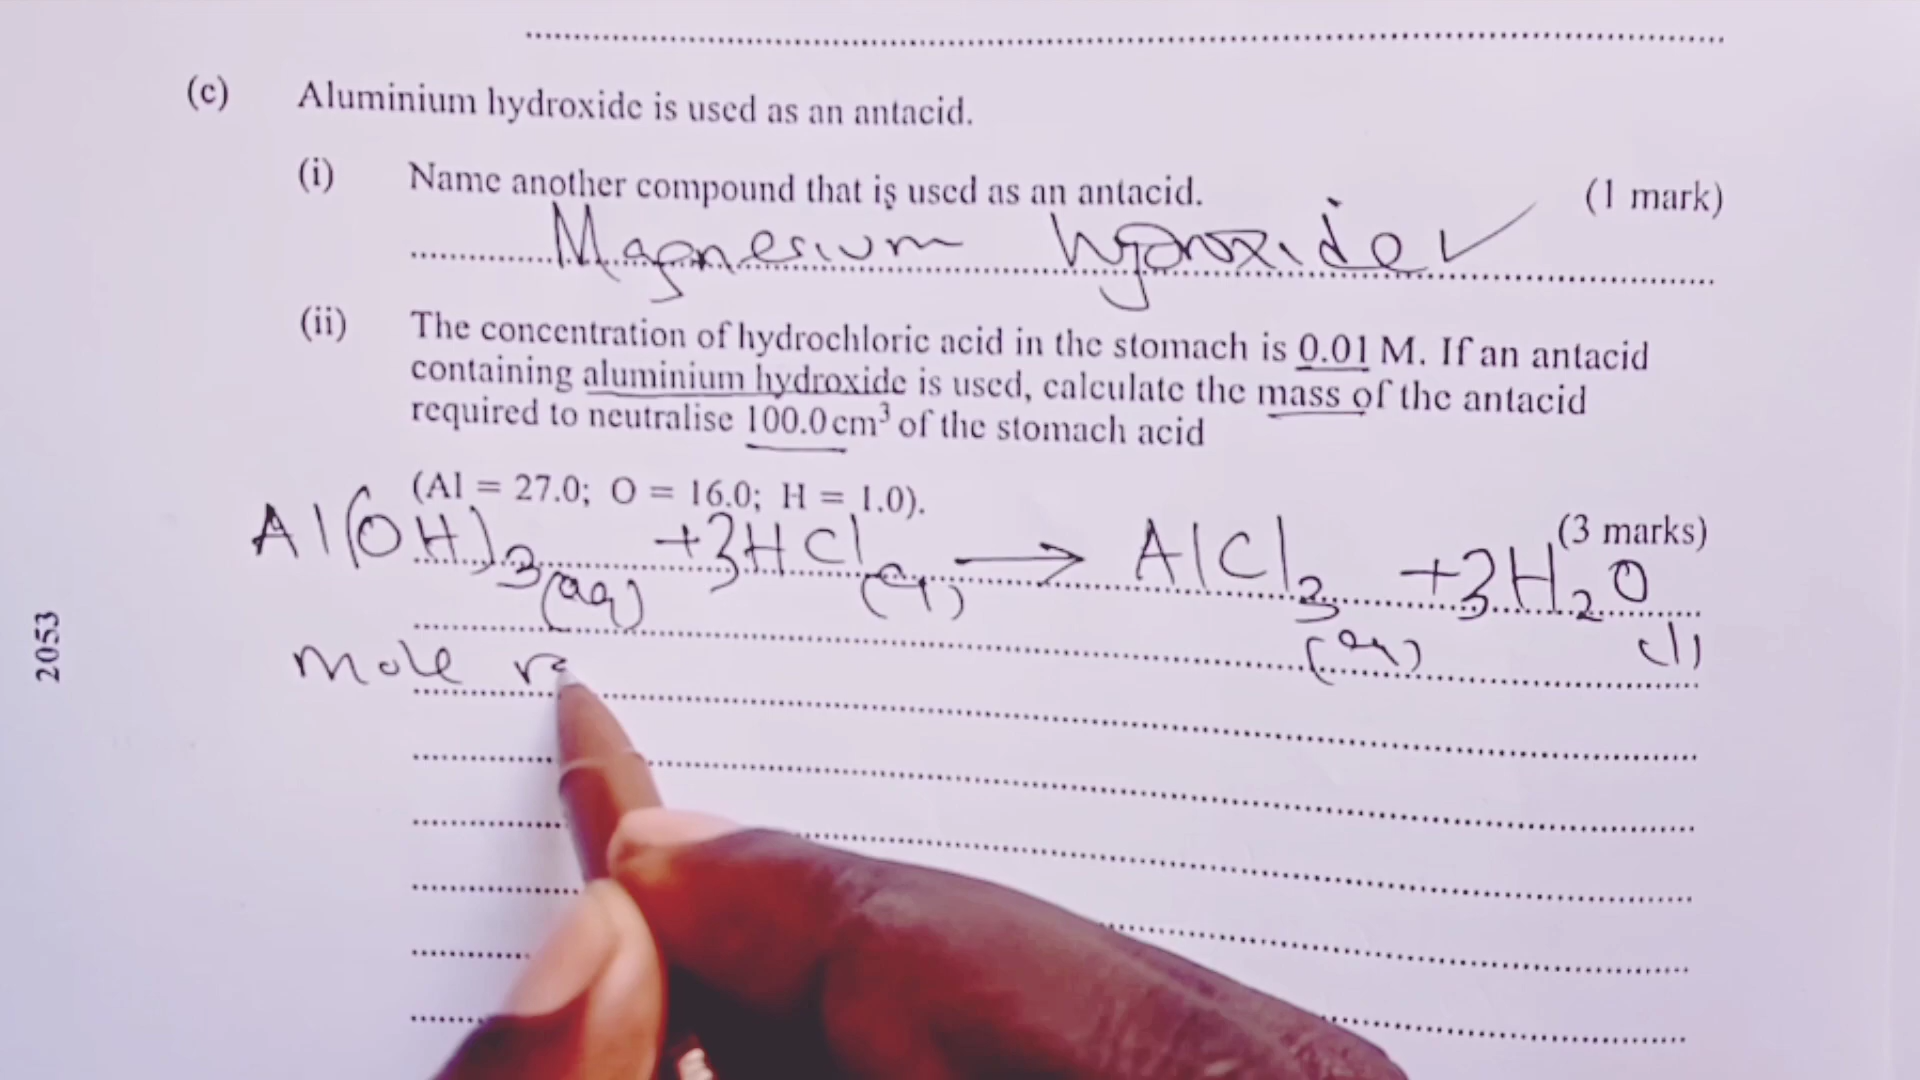 (c) Aluminium hydroxide is used as an antacid.
(i) Name another compound that is used as an antacid. (1 mark)
Magnesium hydroxide ✓
(ii) The concentration of hydrochloric acid in the stomach is 0.01 M. If an antacid
containing aluminium hydroxide is used, calculate the mass of the antacid
required to neutralise 100.0 cm³ of the stomach acid
(Al = 27.0; O = 16.0; H = 1.0).
(3 marks)
Al(OH)₃(aq) + 3HCl(aq) → AlCl₃(aq) + 3H₂O(l)
mole
2053